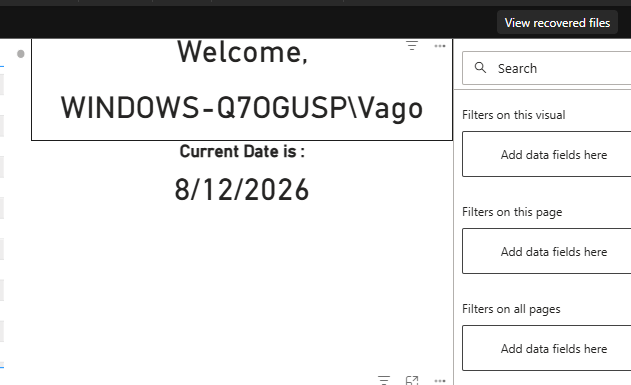 View recovered files
Welcome,
WINDOWS-Q7OGUSP\Vago
Current Date is :
8/12/2026
Search
Filters on this visual
Add data fields here
Filters on this page
Add data fields here
Filters on all pages
Add data fields here